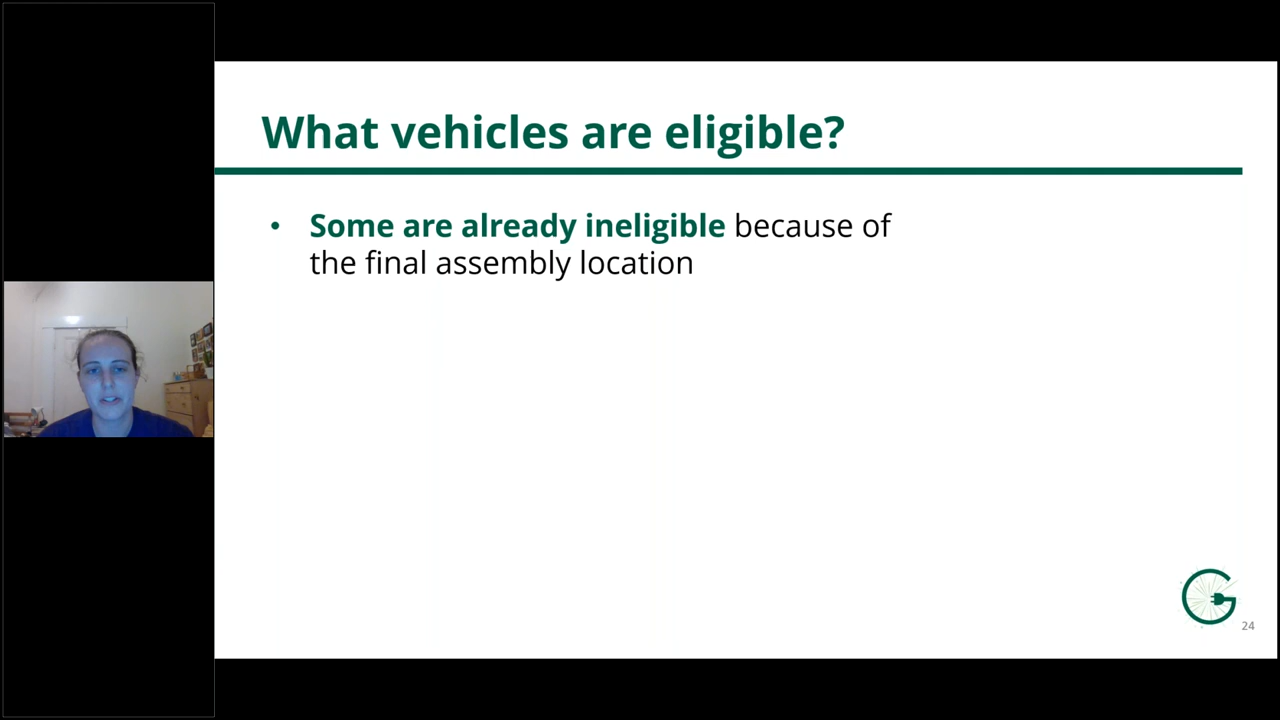 What vehicles are eligible?
• Some are already ineligible because of
the final assembly location
24